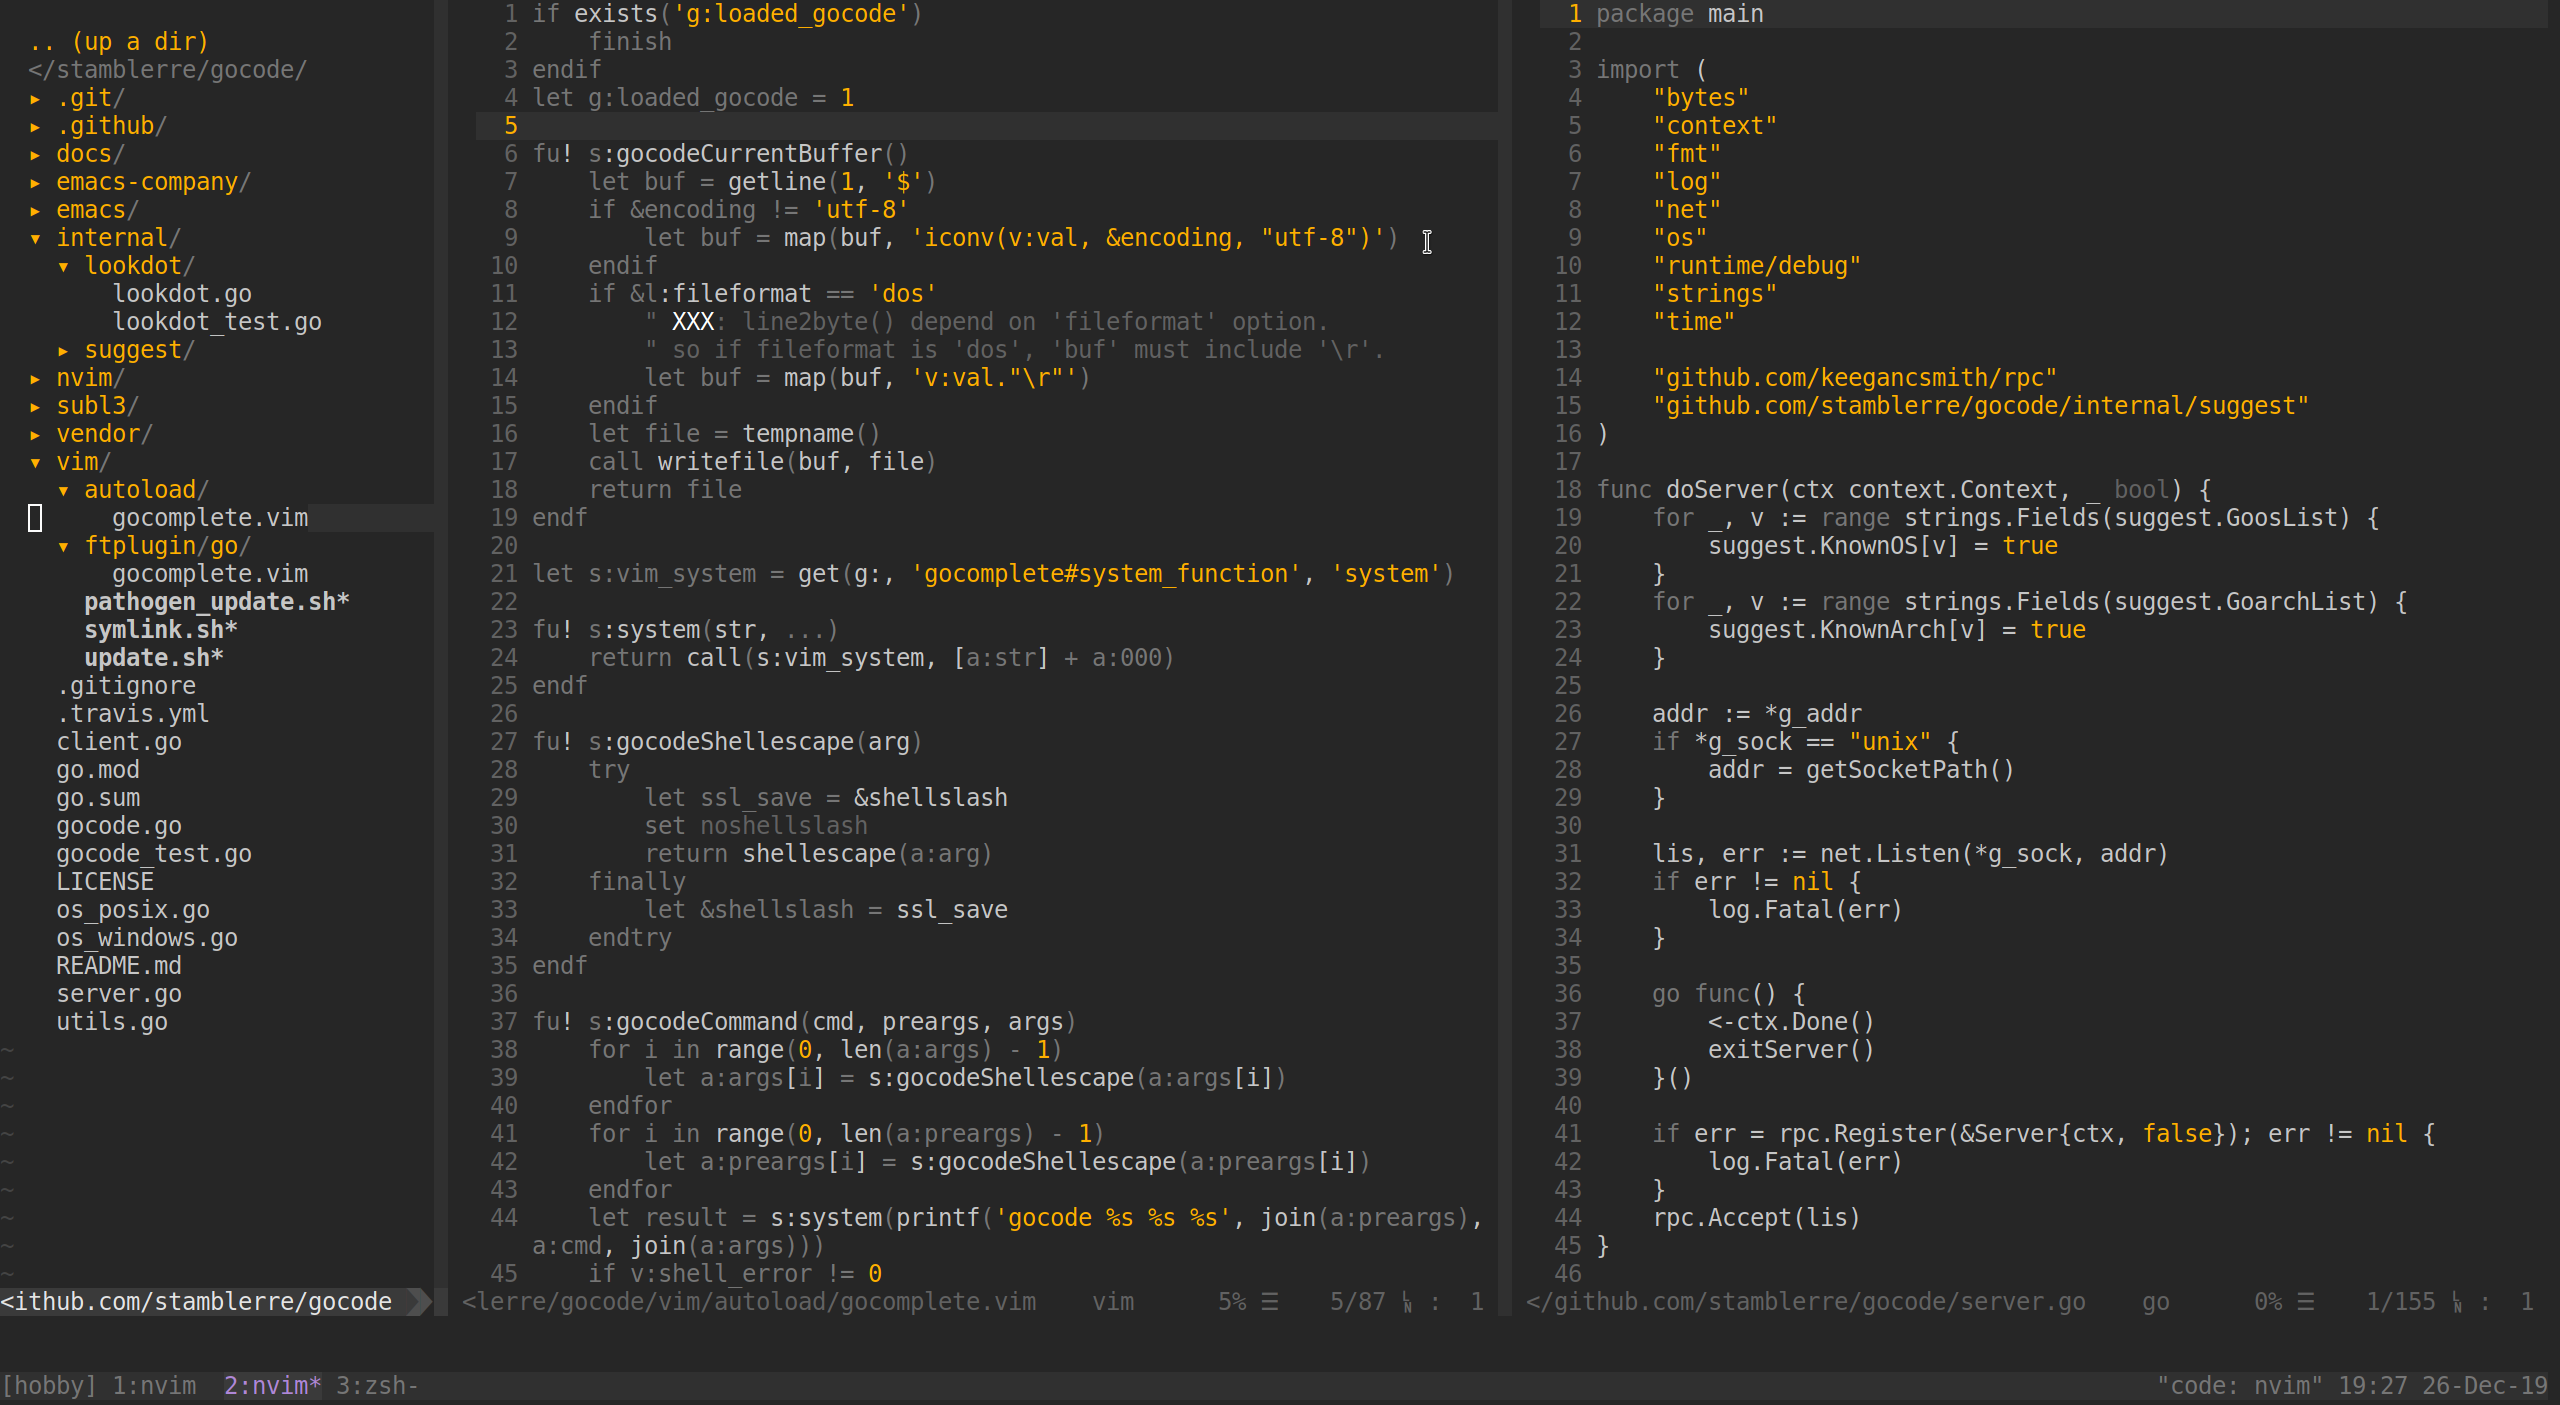 .. (up a dir)
</stamblerre/gocode/
▸ .git/
▸ .github/
▸ docs/
▸ emacs-company/
▸ emacs/
▾ internal/
  ▾ lookdot/
      lookdot.go
      lookdot_test.go
  ▸ suggest/
▸ nvim/
▸ subl3/
▸ vendor/
▾ vim/
  ▾ autoload/
      gocomplete.vim
  ▾ ftplugin/go/
      gocomplete.vim
    pathogen_update.sh*
    symlink.sh*
    update.sh*
  .gitignore
  .travis.yml
  client.go
  go.mod
  go.sum
  gocode.go
  gocode_test.go
  LICENSE
  os_posix.go
  os_windows.go
  README.md
  server.go
  utils.go
~
~
~
~
~
~
~
~
~
<ithub.com/stamblerre/gocode
1 if exists('g:loaded_gocode')
2     finish
3 endif
4 let g:loaded_gocode = 1
5
6 fu! s:gocodeCurrentBuffer()
7     let buf = getline(1, '$')
8     if &encoding != 'utf-8'
9         let buf = map(buf, 'iconv(v:val, &encoding, "utf-8")')
10     endif
11     if &l:fileformat == 'dos'
12         " XXX: line2byte() depend on 'fileformat' option.
13         " so if fileformat is 'dos', 'buf' must include '\r'.
14         let buf = map(buf, 'v:val."\r"')
15     endif
16     let file = tempname()
17     call writefile(buf, file)
18     return file
19 endf
20
21 let s:vim_system = get(g:, 'gocomplete#system_function', 'system')
22
23 fu! s:system(str, ...)
24     return call(s:vim_system, [a:str] + a:000)
25 endf
26
27 fu! s:gocodeShellescape(arg)
28     try
29         let ssl_save = &shellslash
30         set noshellslash
31         return shellescape(a:arg)
32     finally
33         let &shellslash = ssl_save
34     endtry
35 endf
36
37 fu! s:gocodeCommand(cmd, preargs, args)
38     for i in range(0, len(a:args) - 1)
39         let a:args[i] = s:gocodeShellescape(a:args[i])
40     endfor
41     for i in range(0, len(a:preargs) - 1)
42         let a:preargs[i] = s:gocodeShellescape(a:preargs[i])
43     endfor
44     let result = s:system(printf('gocode %s %s %s', join(a:preargs),
a:cmd, join(a:args)))
45     if v:shell_error != 0
<lerre/gocode/vim/autoload/gocomplete.vim    vim      5% ☰    5/87 ␤ :  1
1 package main
2
3 import (
4     "bytes"
5     "context"
6     "fmt"
7     "log"
8     "net"
9     "os"
10     "runtime/debug"
11     "strings"
12     "time"
13
14     "github.com/keegancsmith/rpc"
15     "github.com/stamblerre/gocode/internal/suggest"
16 )
17
18 func doServer(ctx context.Context, _ bool) {
19     for _, v := range strings.Fields(suggest.GoosList) {
20         suggest.KnownOS[v] = true
21     }
22     for _, v := range strings.Fields(suggest.GoarchList) {
23         suggest.KnownArch[v] = true
24     }
25
26     addr := *g_addr
27     if *g_sock == "unix" {
28         addr = getSocketPath()
29     }
30
31     lis, err := net.Listen(*g_sock, addr)
32     if err != nil {
33         log.Fatal(err)
34     }
35
36     go func() {
37         <-ctx.Done()
38         exitServer()
39     }()
40
41     if err = rpc.Register(&Server{ctx, false}); err != nil {
42         log.Fatal(err)
43     }
44     rpc.Accept(lis)
45 }
46
</github.com/stamblerre/gocode/server.go    go      0% ☰    1/155 ␤ :  1
[hobby] 1:nvim  2:nvim* 3:zsh-
"code: nvim" 19:27 26-Dec-19